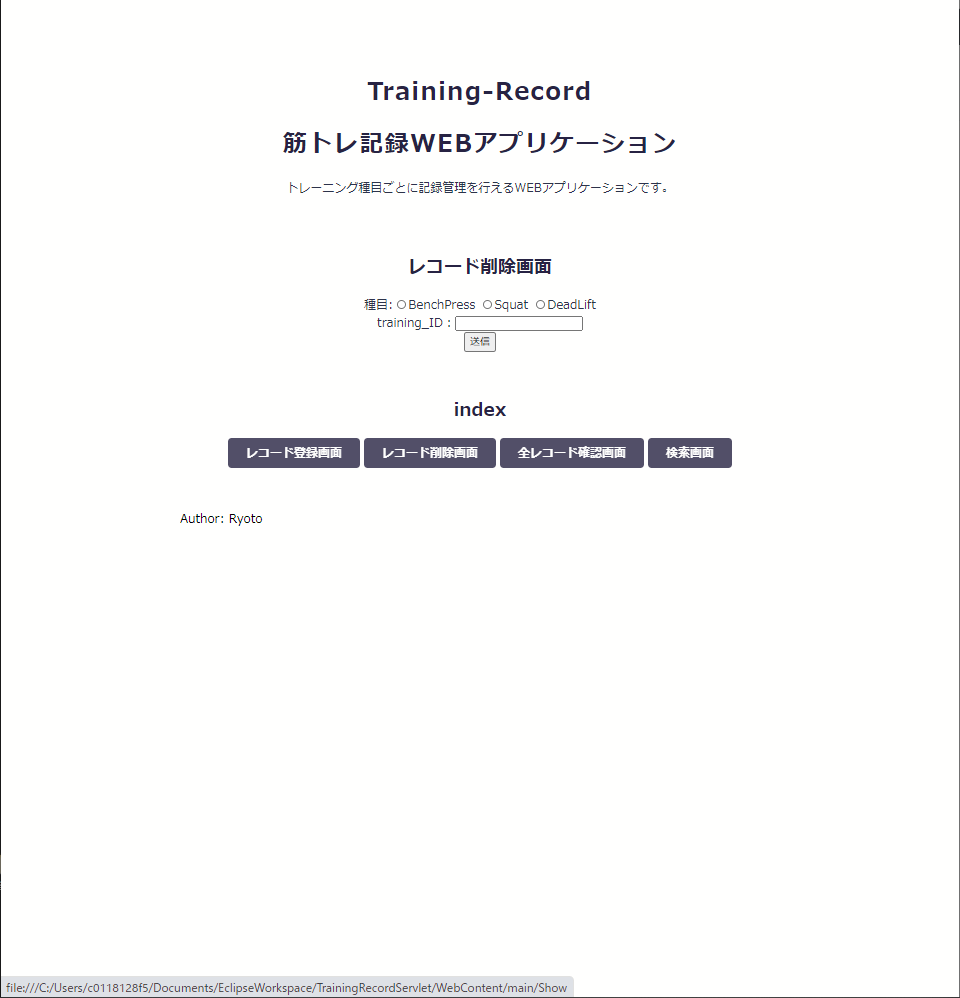 Training-Record
筋トレ記録WEBアプリケーション
トレーニング種目ごとに記録管理を行えるWEBアプリケーションです。
レコード削除画面
種目: BenchPress Squat DeadLift
training_ID :
送信
index
レコード登録画面 レコード削除画面 全レコード確認画面 検索画面
Author: Ryoto
file:///C:/Users/c0118128f5/Documents/EclipseWorkspace/TrainingRecordServlet/WebContent/main/Show